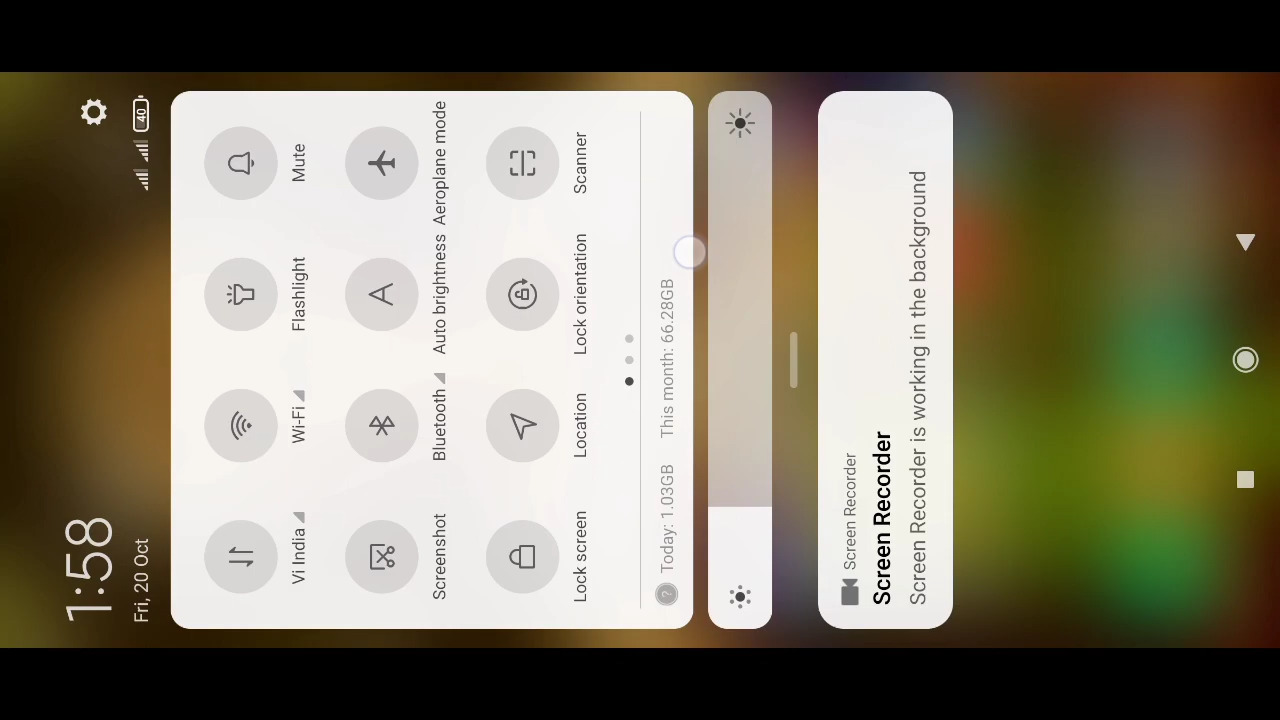 1:58
Fri, 20 Oct
40
Vi India
Wi-Fi
Flashlight
Mute
Screenshot
Bluetooth
Auto brightness
Aeroplane mode
Lock screen
Location
Lock orientation
Scanner
? Today: 1.03GB This month: 66.28GB
Screen Recorder
Screen Recorder
Screen Recorder is working in the background